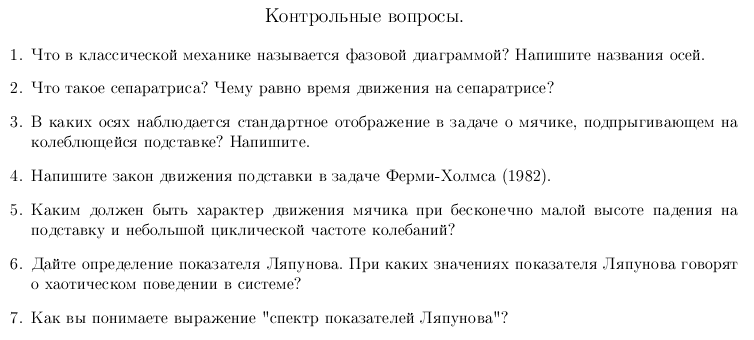 Контрольные вопросы.
1. Что в классической механике называется фазовой диаграммой? Напишите названия осей.
2. Что такое сепаратриса? Чему равно время движения на сепаратрисе?
3. В каких осях наблюдается стандартное отображение в задаче о мячике, подпрыгивающем на
колеблющейся подставке? Напишите.
4. Напишите закон движения подставки в задаче Ферми-Холмса (1982).
5. Каким должен быть характер движения мячика при бесконечно малой высоте падения на
подставку и небольшой циклической частоте колебаний?
6. Дайте определение показателя Ляпунова. При каких значениях показателя Ляпунова говорят
о хаотическом поведении в системе?
7. Как вы понимаете выражение "спектр показателей Ляпунова"?